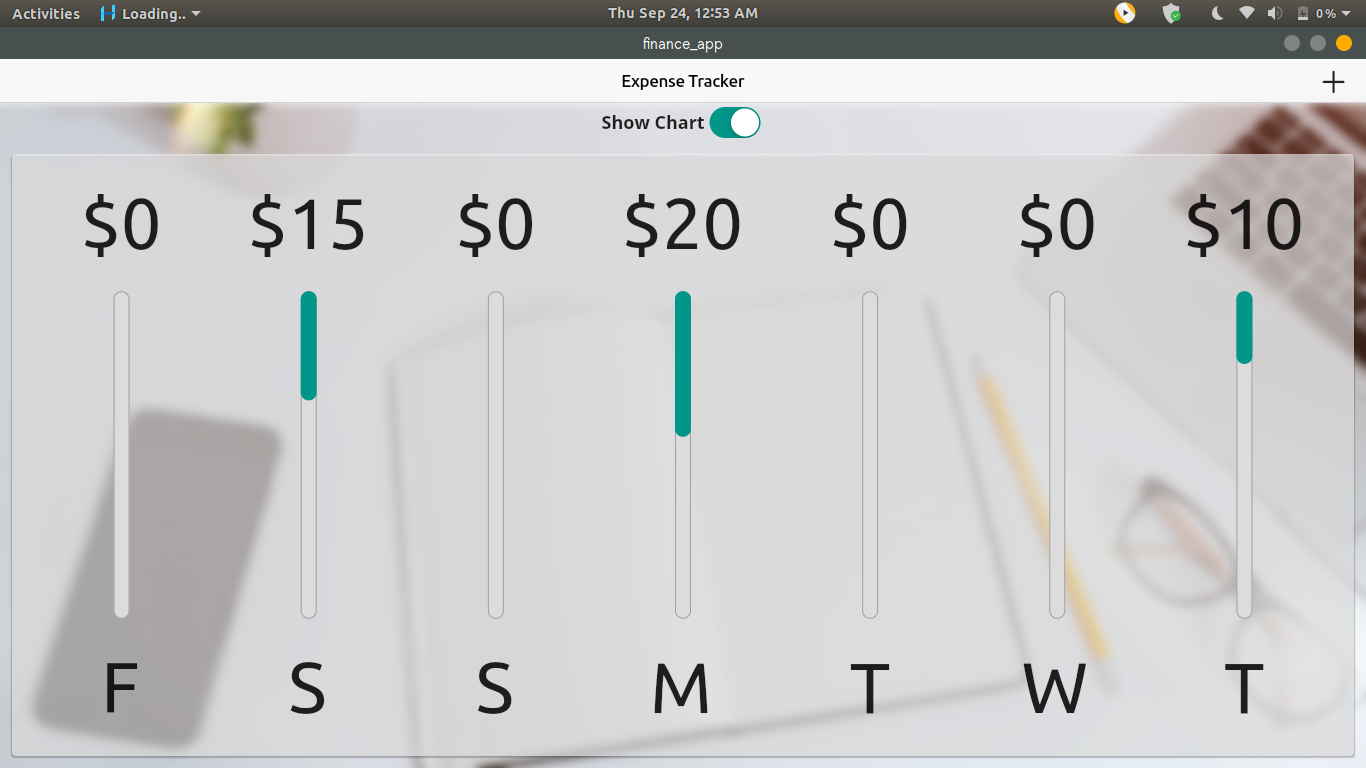 Activities Loading.. Thu Sep 24, 12:53 AM 0 %
finance_app
Expense Tracker
Show Chart
$0 $15 $0 $20 $0 $0 $10
F S S M T W T